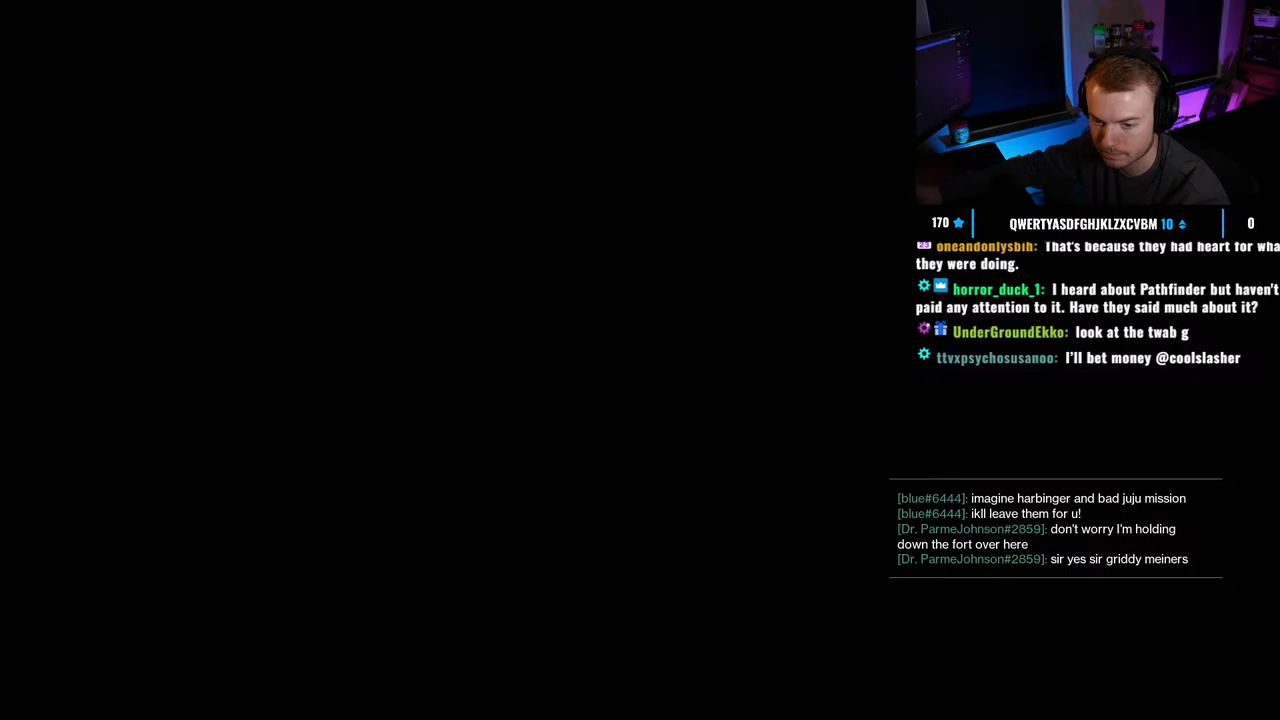 170
QWERTYASDFGHJKLZXCVBM 10
0
23 oneandonlysbih: That's because they had heart for wha
they were doing.
horror_duck_1: I heard about Pathfinder but haven't
paid any attention to it. Have they said much about it?
UnderGroundEkko: look at the twab g
ttvxpsychosusanoo: I'll bet money @coolslasher
[blue#6444]: imagine harbinger and bad juju mission
[blue#6444]: ikll leave them for u!
[Dr. ParmeJohnson#2859]: don't worry I'm holding
down the fort over here
[Dr. ParmeJohnson#2859]: sir yes sir griddy meiners